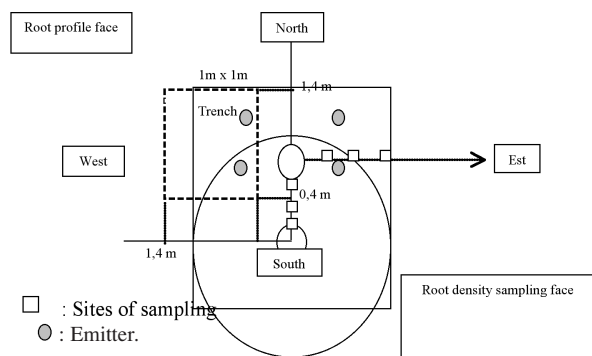 Root profile face
North
1m x 1m
1,4 m
Trench
West
Est
0,4 m
1,4 m
South
Root density sampling face
: Sites of sampling
: Emitter.